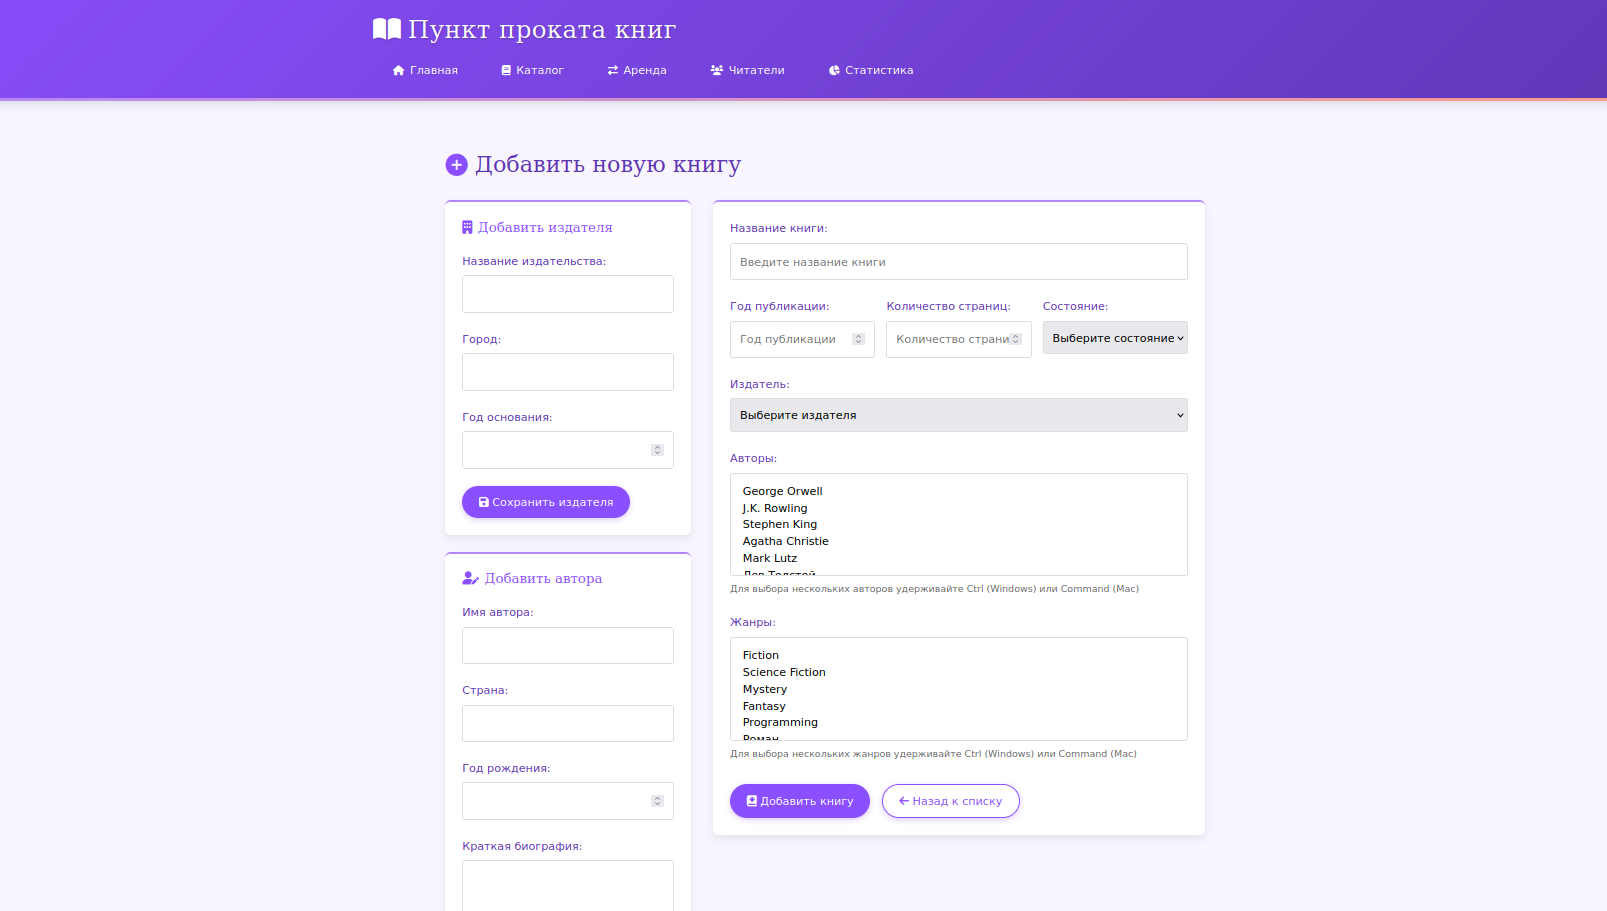 Пункт проката книг
Главная Каталог Аренда Читатели Статистика
Добавить новую книгу
Добавить издателя
Название издательства:
Город:
Год основания:
Сохранить издателя
Добавить автора
Имя автора:
Страна:
Год рождения:
Краткая биография:
Название книги:
Введите название книги
Год публикации: Количество страниц: Состояние:
Год публикации Количество страни Выберите состояние
Издатель:
Выберите издателя
Авторы:
George Orwell
J.K. Rowling
Stephen King
Agatha Christie
Mark Lutz
Лев Толстой
Для выбора нескольких авторов удерживайте Ctrl (Windows) или Command (Mac)
Жанры:
Fiction
Science Fiction
Mystery
Fantasy
Programming
Роман
Для выбора нескольких жанров удерживайте Ctrl (Windows) или Command (Mac)
Добавить книгу Назад к списку